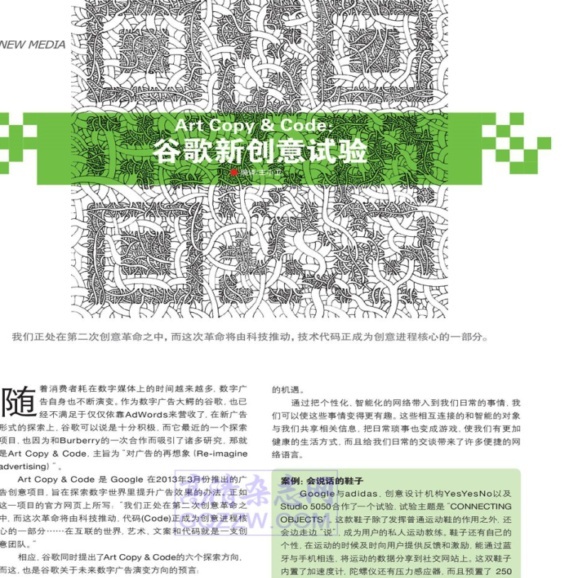 NEW MEDIA
Art Copy & Code:
谷歌新创意试验
我们正处在第二次创意革命之中，而这次革命将由科技推动，技术代码正成为创意进程核心的一部分。
随着消费者耗在数字媒体上的时间越来越多，数字广
告自身也不断演变。作为数字广告大鳄的谷歌，也已
经不满足于仅仅依靠AdWords来营收了。在新广告
形式的探索上，谷歌可以说是十分积极，而它最近的一个探索
项目，也因为和Burberry的一次合作而吸引了诸多研究，那就
是Art Copy & Code，主旨为“对广告的再想象（Re-imagine
advertising）”。
Art Copy & Code 是 Google 在2013年3月份推出的广
告创意项目，旨在探索数字世界里提升广告效果的办法。正如
这一项目的官方网页上所写：“我们正处在第二次创意革命之
中，而这次革命将由科技推动，代码(Code)正成为创意进程核
心的一部分……在互联的世界，艺术、文案和代码就是一支创
意团队。”
相应，谷歌同时提出了Art Copy & Code的六个探索方向，
而这，也是谷歌关于未来数字广告演变方向的预言：
的机遇。
通过把个性化、智能化的网络带入到我们日常的事情，我
们可以使这些事情变得更有趣。这些相互连接的和智能的对象
与我们共享相关信息，把日常琐事也变成游戏，使我们有更加
健康的生活方式，而且给我们日常的交谈带来了许多便捷的网
络语言。
案例：会说话的鞋子
Google与adidas、创意设计机构YesYesNo以及
Studio 5050合作了一个试验，试验主题是“CONNECTING
OBJECTS”。这款鞋子除了发挥普通运动鞋的作用之外，还
会边走边“说”，成为用户的私人运动教练。鞋子还有自己的
个性，在运动的时候及时向用户提供反馈和激励，能通过蓝
牙与手机相连，将运动的数据分享到社交网站上。这双鞋子
内置了加速度计、陀螺仪还有压力感应器，而且预置了 250